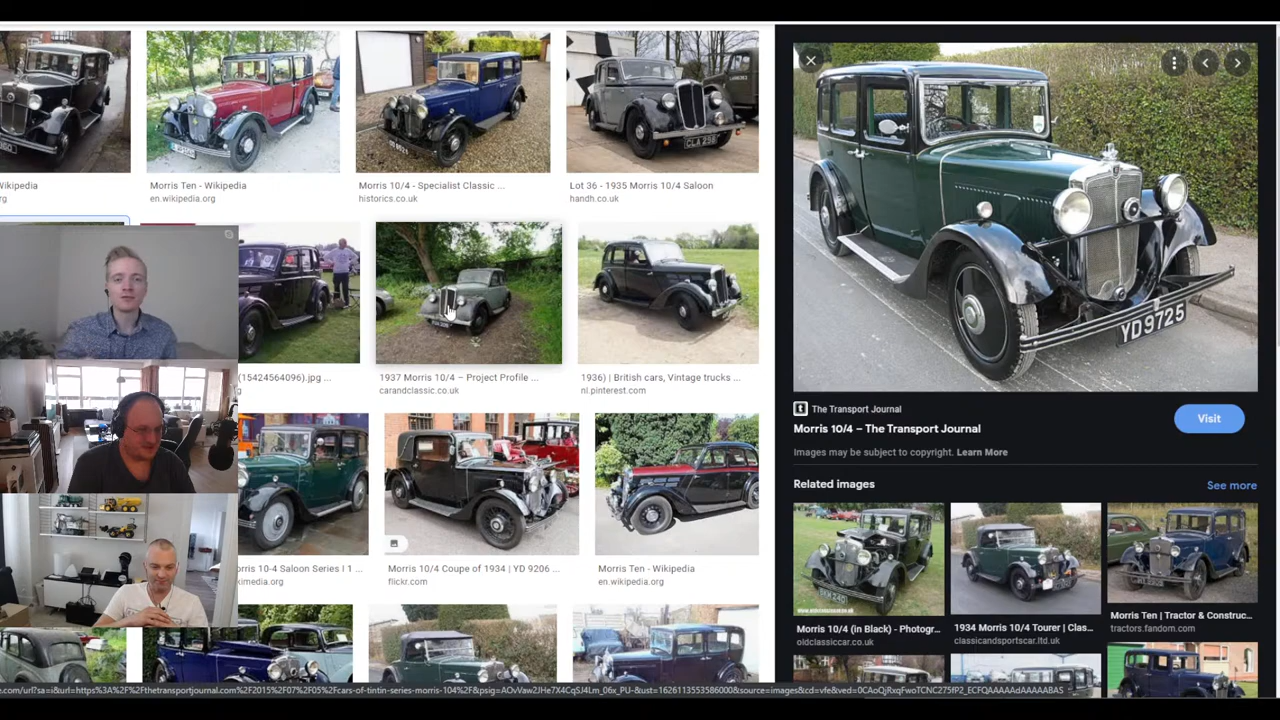 Wikipedia
rg
Morris Ten - Wikipedia
en.wikipedia.org
Morris 10/4 - Specialist Classic ...
historics.co.uk
Lot 36 - 1935 Morris 10/4 Saloon
handh.co.uk
CLA 258
YD 9725
The Transport Journal
Morris 10/4 – The Transport Journal
Visit
Images may be subject to copyright. Learn More
(15424564096).jpg ...
1937 Morris 10/4 – Project Profile ...
carandclassic.co.uk
1936) | British cars, Vintage trucks ...
nl.pinterest.com
Related images
See more
orris 10-4 Saloon Series I 1 ...
kimedia.org
Morris 10/4 Coupe of 1934 | YD 9206 ...
flickr.com
Morris Ten - Wikipedia
en.wikipedia.org
www.oldclassiccar.co.uk
Morris 10/4 (in Black) - Photogr...
oldclassiccar.co.uk
1934 Morris 10/4 Tourer | Clas...
classicandsportscar.ltd.uk
Morris Ten | Tractor & Construc...
tractors.fandom.com